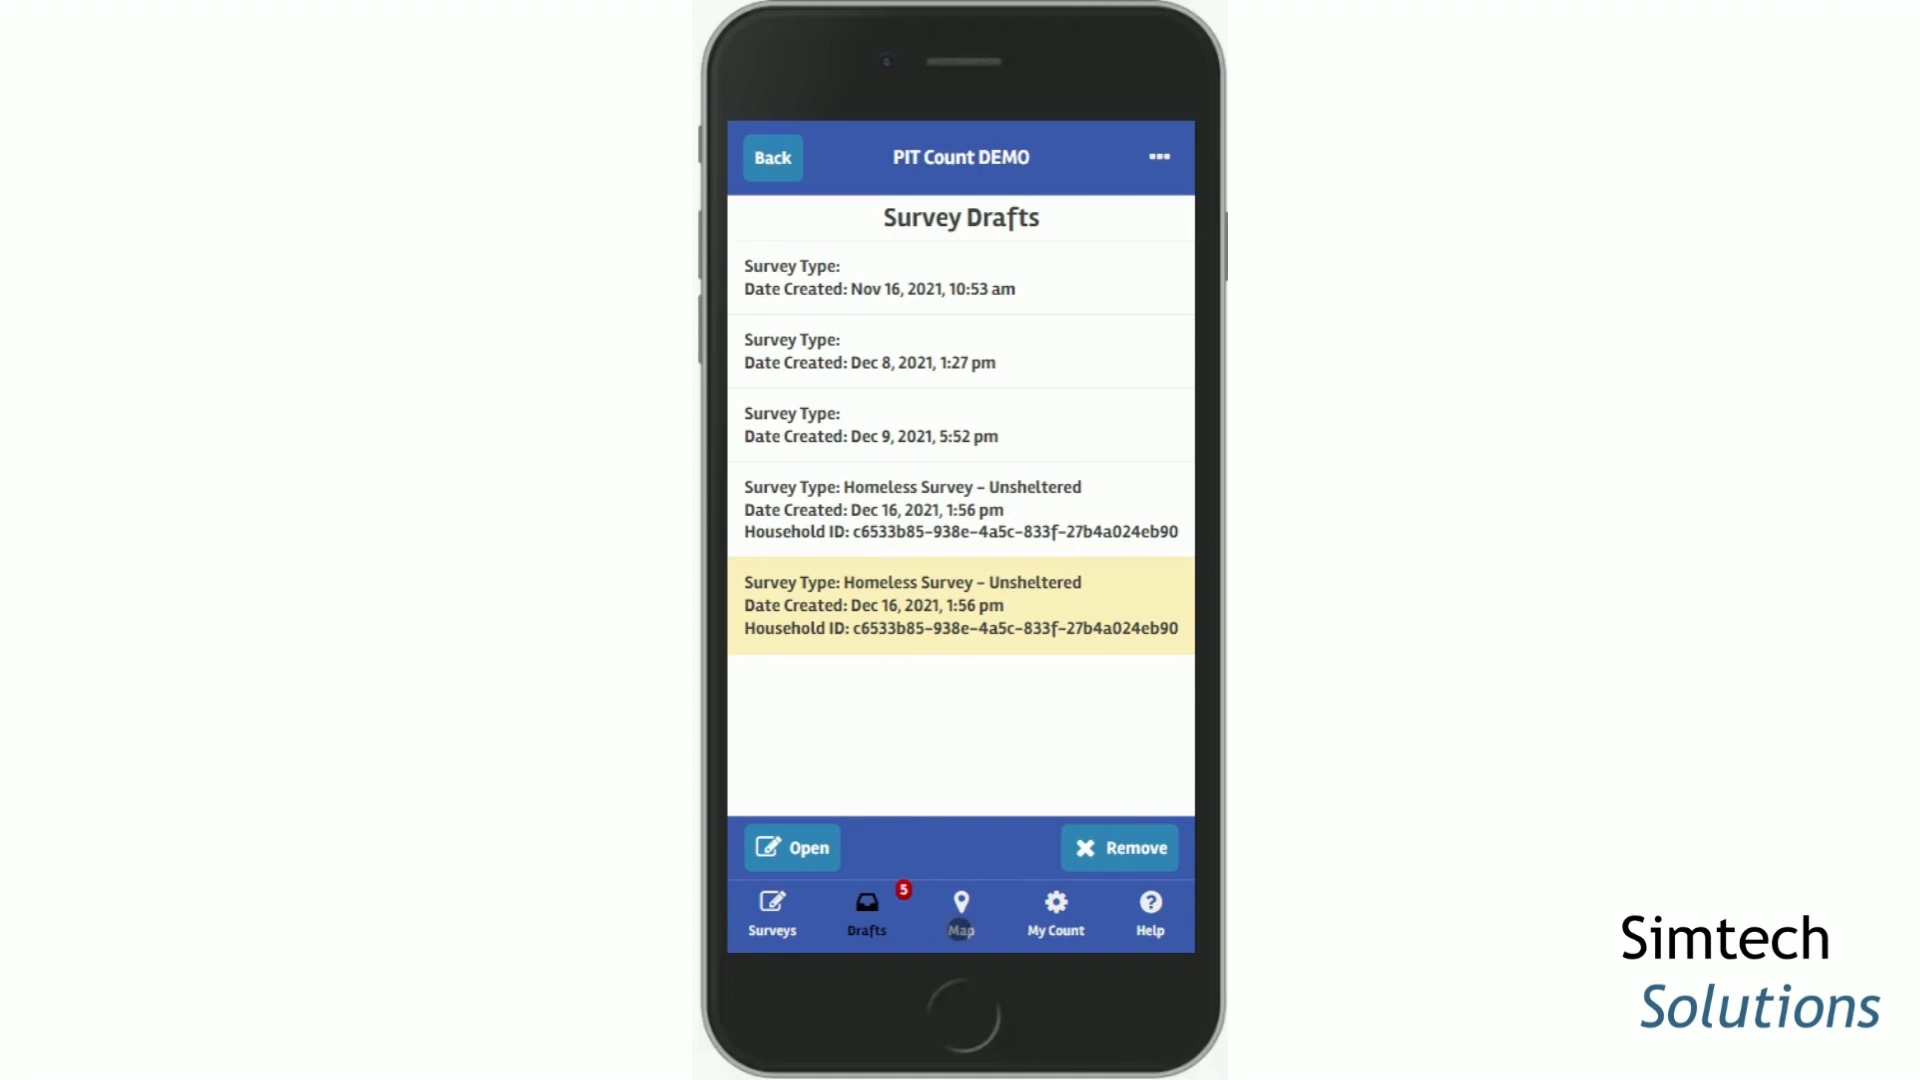 Back
PIT Count DEMO
Survey Drafts
Survey Type:
Date Created: Nov 16, 2021, 10:53 am
Survey Type:
Date Created: Dec 8, 2021, 1:27 pm
Survey Type:
Date Created: Dec 9, 2021, 5:52 pm
Survey Type: Homeless Survey - Unsheltered
Date Created: Dec 16, 2021, 1:56 pm
Household ID: c6533b85-938e-4a5c-833f-27b4a024eb90
Survey Type: Homeless Survey - Unsheltered
Date Created: Dec 16, 2021, 1:56 pm
Household ID: c6533b85-938e-4a5c-833f-27b4a024eb90
Open
Remove
5
Surveys
Drafts
Map
My Count
Help
Simtech
Solutions